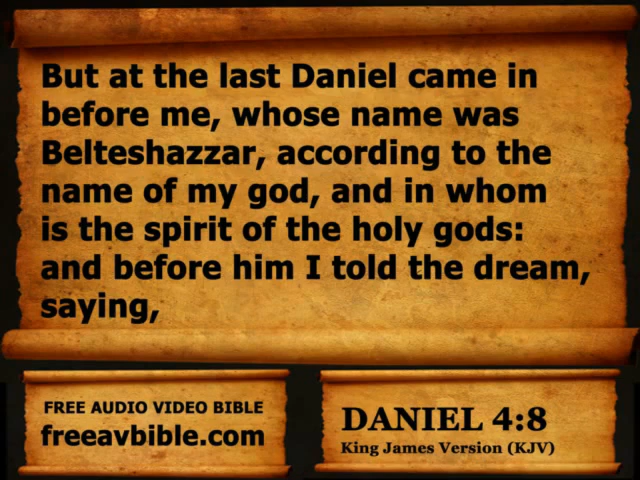 But at the last Daniel came in
before me, whose name was
Belteshazzar, according to the
name of my god, and in whom
is the spirit of the holy gods:
and before him I told the dream,
saying,
FREE AUDIO VIDEO BIBLE
freeavbible.com
DANIEL 4:8
King James Version (KJV)